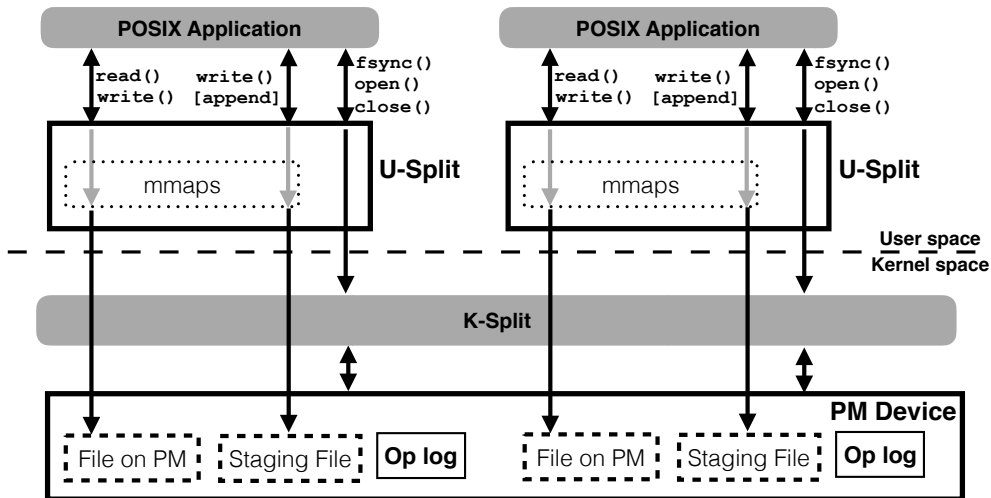 POSIX Application
POSIX Application
read()
write()
write()
[append]
fsync()
open()
close()
read()
write()
write()
[append]
fsync()
open()
close()
mmaps
U-Split
mmaps
U-Split
User space
Kernel space
K-Split
PM Device
File on PM
Staging File
Op log
File on PM
Staging File
Op log